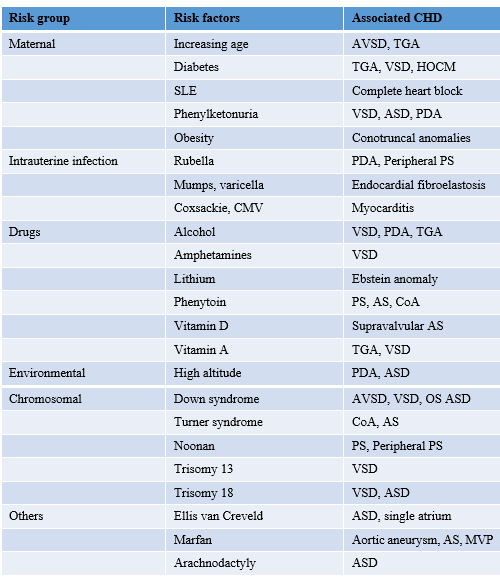 Risk group Risk factors Associated CHD
Maternal Increasing age AVSD, TGA
Diabetes TGA, VSD, HOCM
SLE Complete heart block
Phenylketonuria VSD, ASD, PDA
Obesity Conotruncal anomalies
Intrauterine infection Rubella PDA, Peripheral PS
Mumps, varicella Endocardial fibroelastosis
Coxsackie, CMV Myocarditis
Drugs Alcohol VSD, PDA, TGA
Amphetamines VSD
Lithium Ebstein anomaly
Phenytoin PS, AS, CoA
Vitamin D Supravalvular AS
Vitamin A TGA, VSD
Environmental High altitude PDA, ASD
Chromosomal Down syndrome AVSD, VSD, OS ASD
Turner syndrome CoA, AS
Noonan PS, Peripheral PS
Trisomy 13 VSD
Trisomy 18 VSD, ASD
Others Ellis van Creveld ASD, single atrium
Marfan Aortic aneurysm, AS, MVP
Arachnodactyly ASD